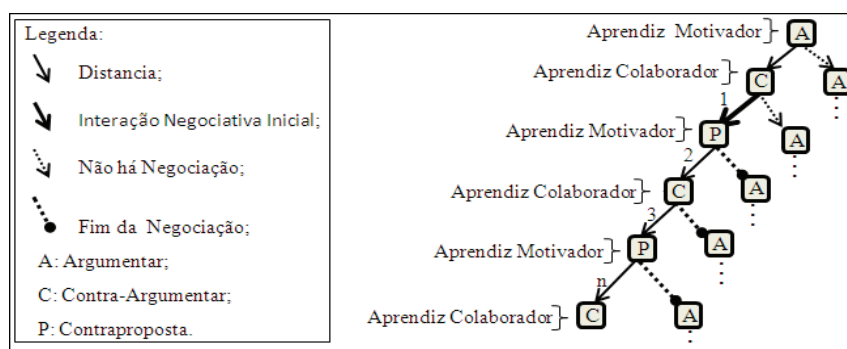 Legenda:
Distancia;
Interação Negociativa Inicial;
Não há Negociação;
Fim da Negociação;
A: Argumentar;
C: Contra-Argumentar;
P: Contraproposta.
Aprendiz Motivador
A
Aprendiz Colaborador
C
A
1
Aprendiz Motivador
P
A
2
Aprendiz Colaborador
C
A
3
Aprendiz Motivador
P
A
n
Aprendiz Colaborador
C
A